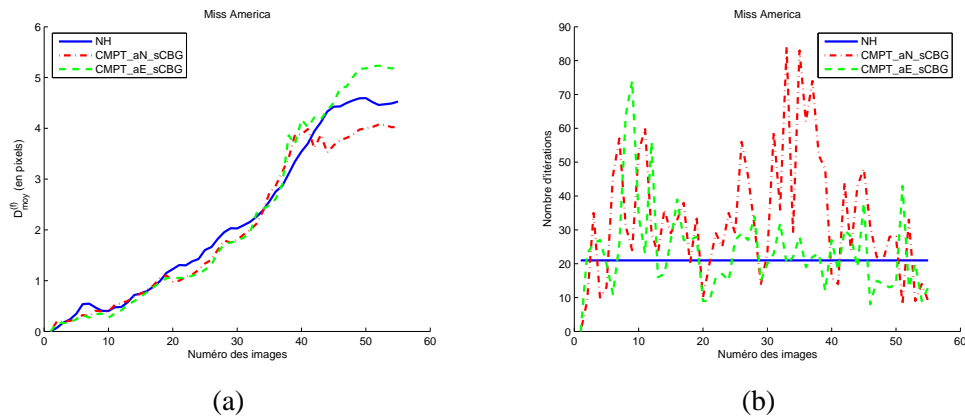 Miss America
NH
CMPT_aN_sCBG
CMPT_aE_sCBG
D(f)moy (en pixels)
6
5
4
3
2
1
0
0 10 20 30 40 50 60
Numéro des images
(a)
Miss America
NH
CMPT_aN_sCBG
CMPT_aE_sCBG
Nombre d'itérations
90
80
70
60
50
40
30
20
10
0
0 10 20 30 40 50 60
Numéro des images
(b)